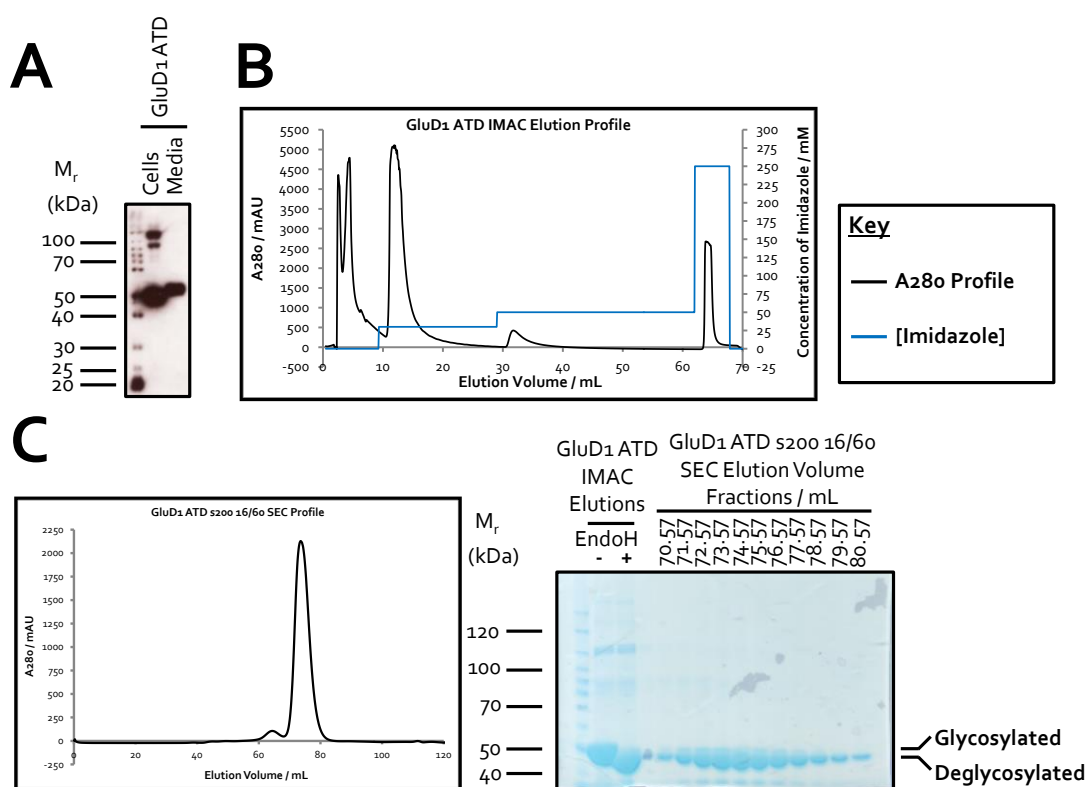 A
GluD1 ATD
Cells
Media
Mr
(kDa)
100
70
50
40
30
25
20
B
GluD1 ATD IMAC Elution Profile
A280 / mAU
5500
5000
4500
4000
3500
3000
2500
2000
1500
1000
500
0
-500
0
10
20
30
40
50
60
70
Elution Volume / mL
300
275
250
225
200
175
150
125
100
75
50
25
0
-25
Concentration of Imidazole / mM
Key
A280 Profile
[Imidazole]
C
GluD1 ATD s200 16/60 SEC Profile
A280 / mAU
2250
2000
1750
1500
1250
1000
750
500
250
0
-250
0
20
40
60
80
100
120
Elution Volume / mL
GluD1 ATD
IMAC
Elutions
EndoH
- +
GluD1 ATD s200 16/60
SEC Elution Volume
Fractions / mL
70.57
71.57
72.57
73.57
74.57
75.57
76.57
77.57
78.57
79.57
80.57
Mr
(kDa)
120
100
70
50
40
Glycosylated
Deglycosylated